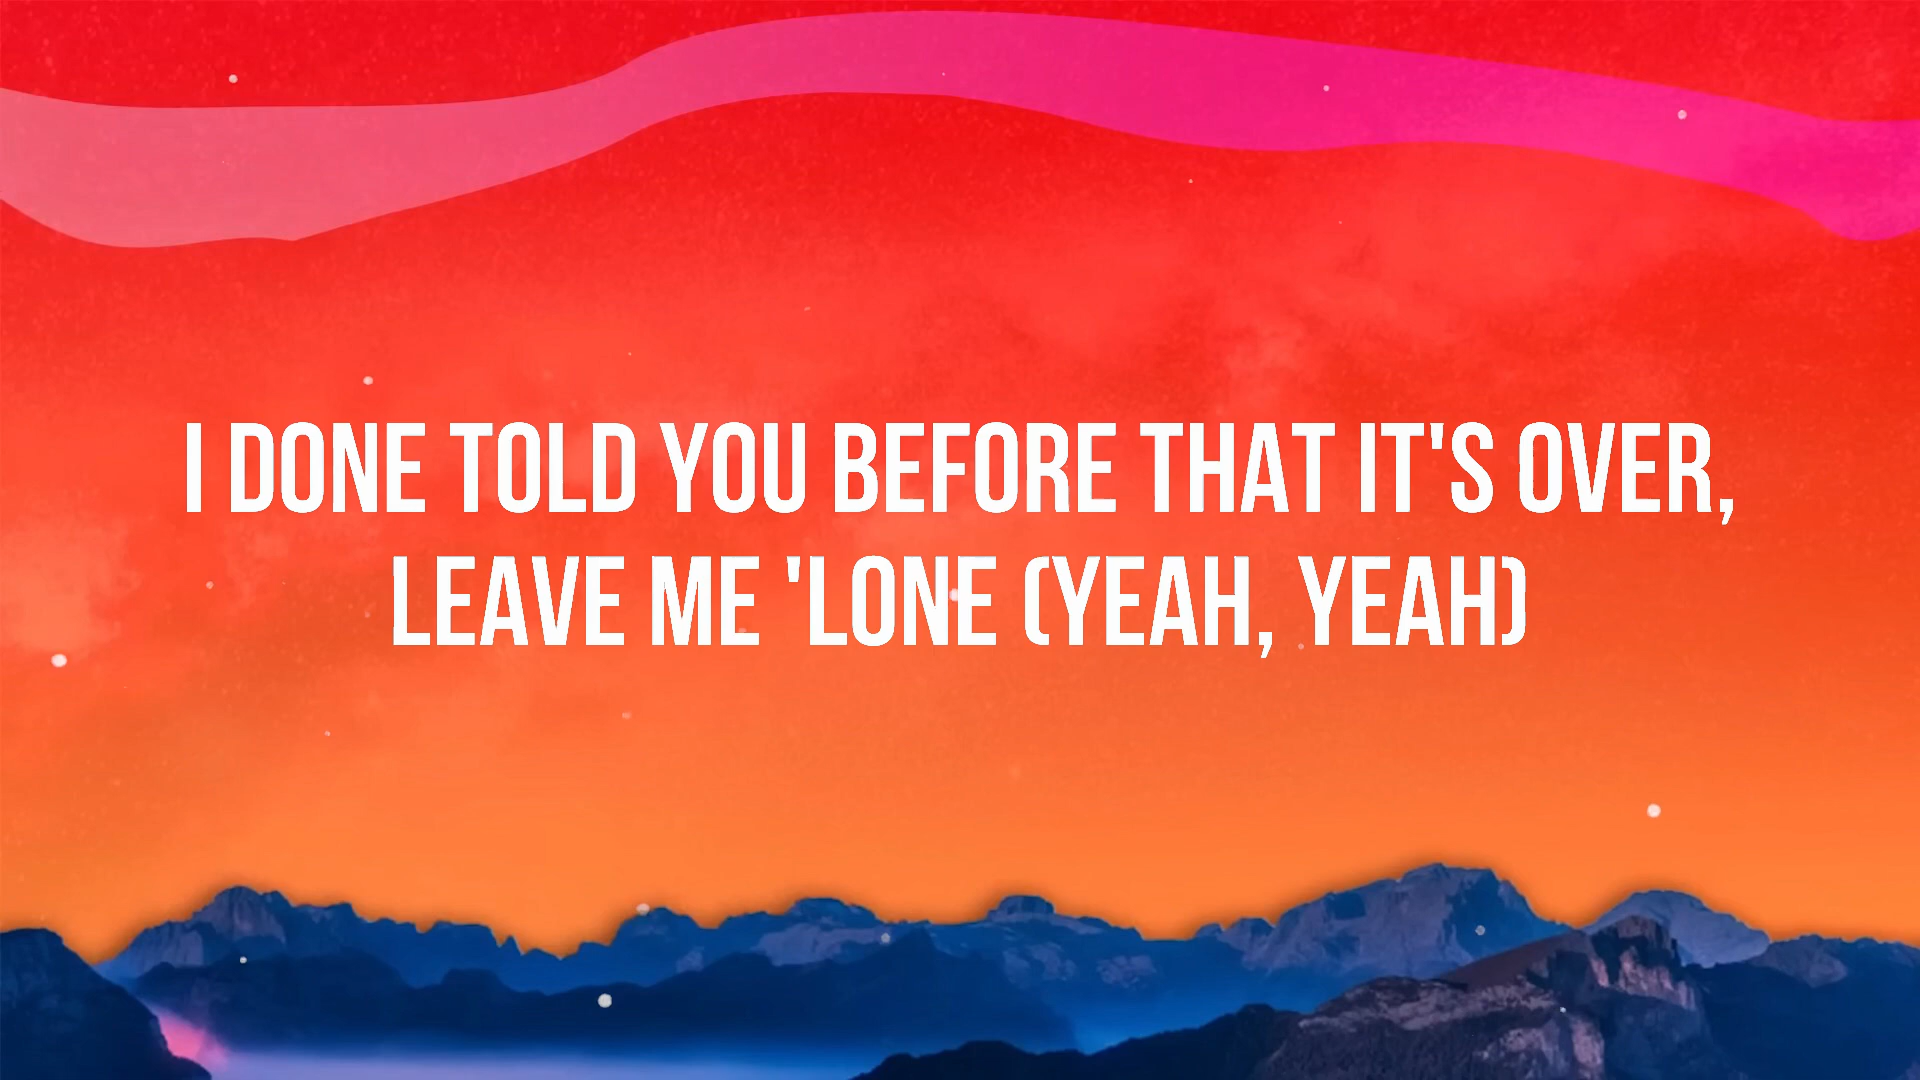 I DONE TOLD YOU BEFORE THAT IT'S OVER,
LEAVE ME 'LONE (YEAH, YEAH)